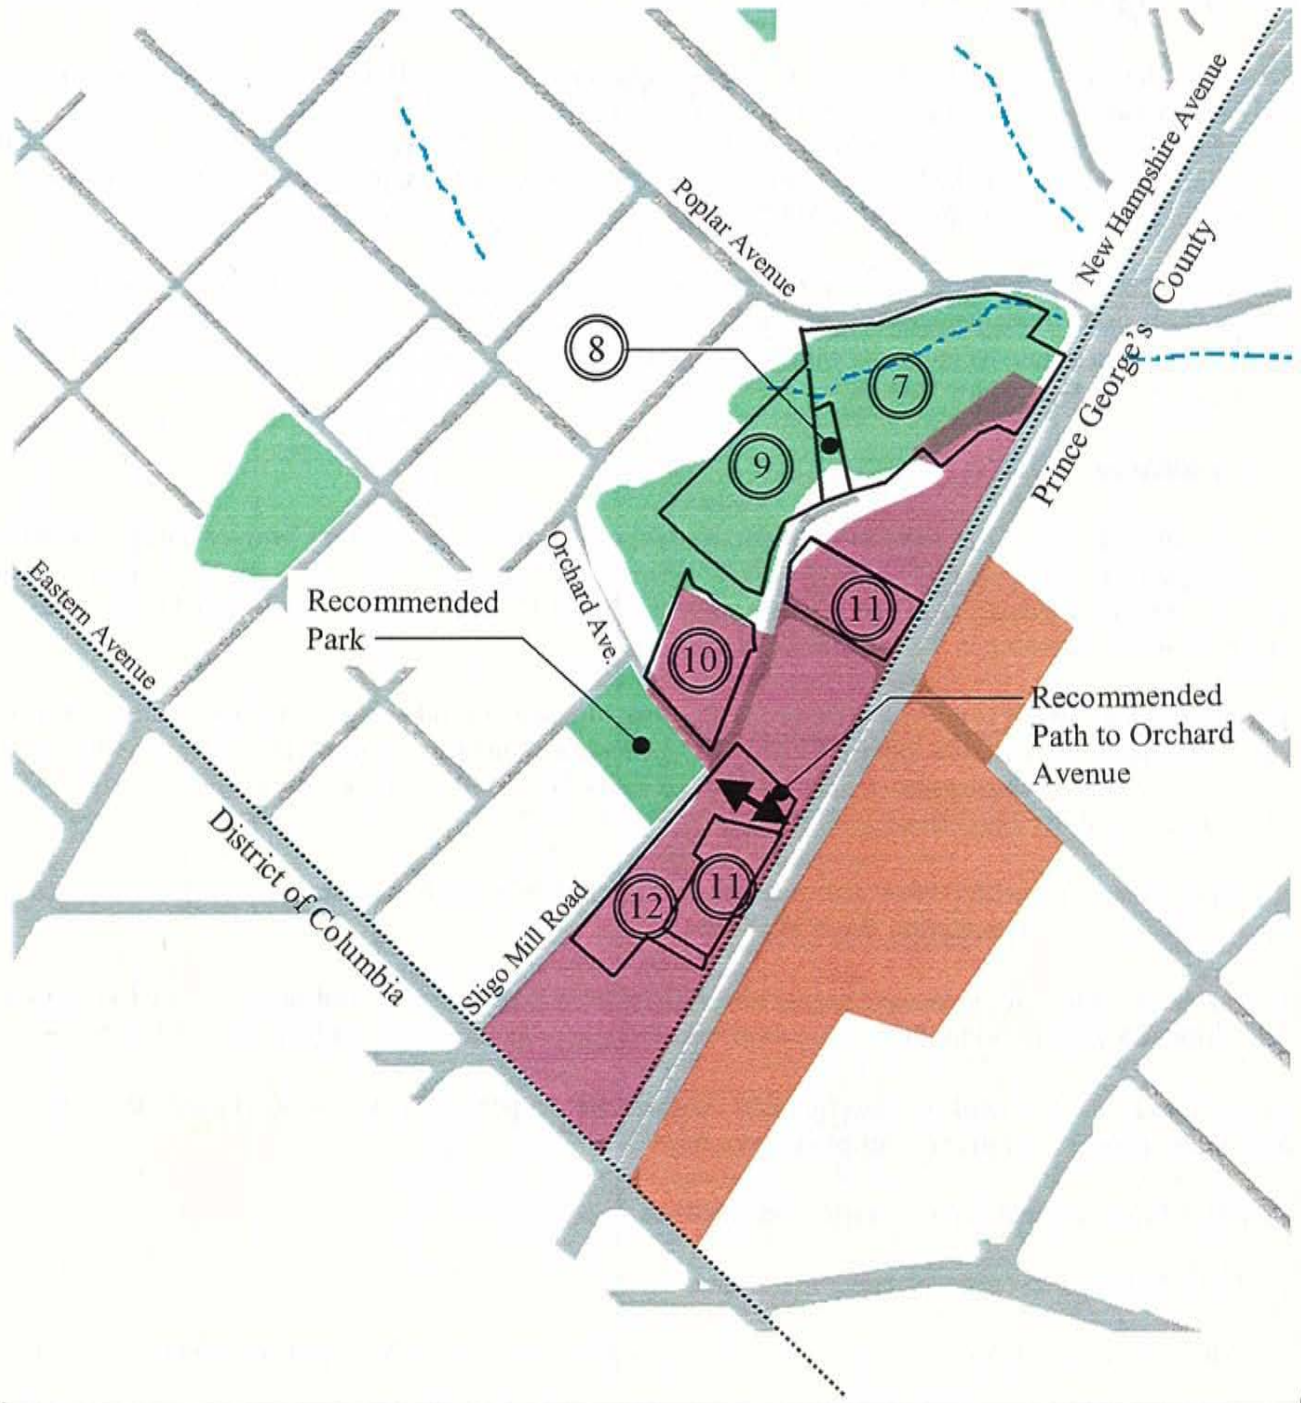 New Hampshire Avenue
Poplar Avenue
County
Prince George's
8
7
9
Orchard Ave.
Eastern Avenue
Recommended
Park
11
10
Recommended
Path to Orchard
Avenue
District of Columbia
11
12
Sligo Mill Road